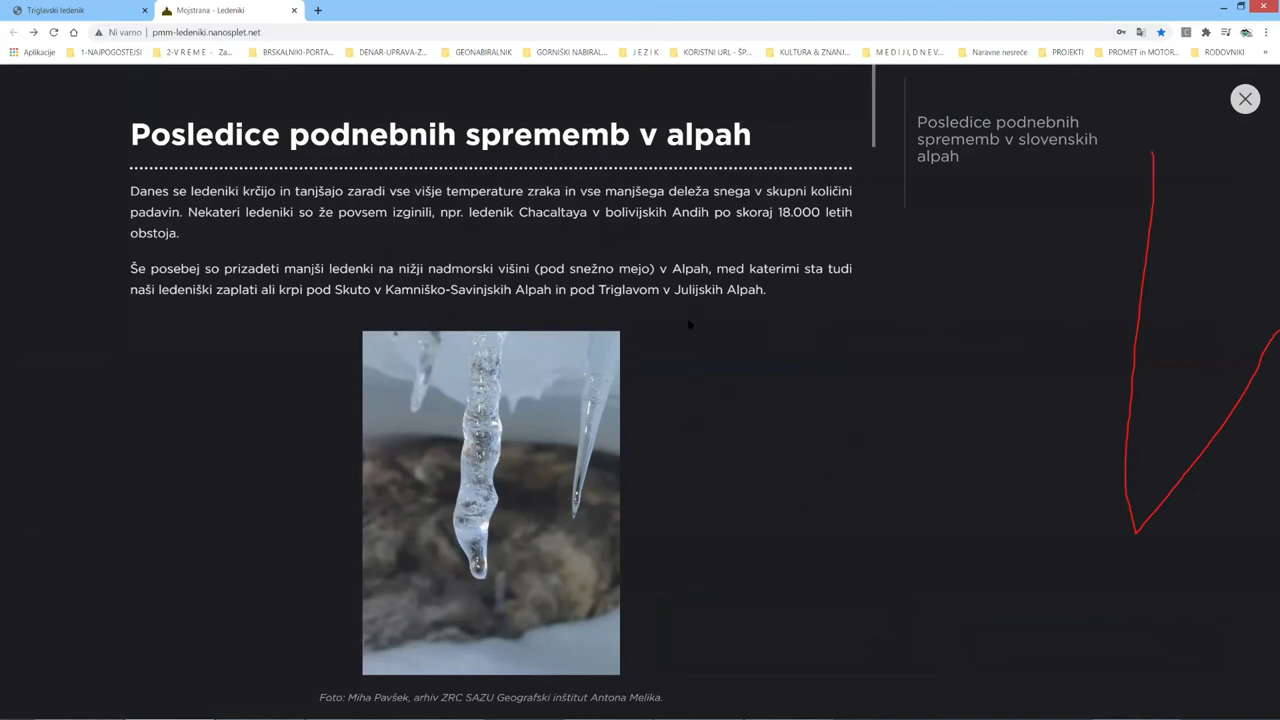 Triglavski ledenik
Mojstrana - Ledeniki
Ni varno | pmm-ledeniki.nanosplet.net
Aplikacije 1-NAJPOGOSTEJSI 2-V R E M E - Za... BRSKALNIKI-PORTA... DENAR-UPRAVA-Z... GEONABIRALNIK GORNIŠKI NABIRAL... J E Z I K KORISTNI URL - ŠP... KULTURA & ZNANJ... M E D I J I, D N E V... Naravne nesreče PROJEKTI PROMET in MOTOR... RODOVNIKI »
Posledice podnebnih sprememb v alpah
Danes se ledeniki krčijo in tanjšajo zaradi vse višje temperature zraka in vse manjšega deleža snega v skupni količini
padavin. Nekateri ledeniki so že povsem izginili, npr. ledenik Chacaltaya v bolivijskih Andih po skoraj 18.000 letih
obstoja.
Še posebej so prizadeti manjši ledenki na nižji nadmorski višini (pod snežno mejo) v Alpah, med katerimi sta tudi
naši ledeniški zaplati ali krpi pod Skuto v Kamniško-Savinjskih Alpah in pod Triglavom v Julijskih Alpah.
Foto: Miha Pavšek, arhiv ZRC SAZU Geografski inštitut Antona Melika.
Posledice podnebnih
sprememb v slovenskih
alpah